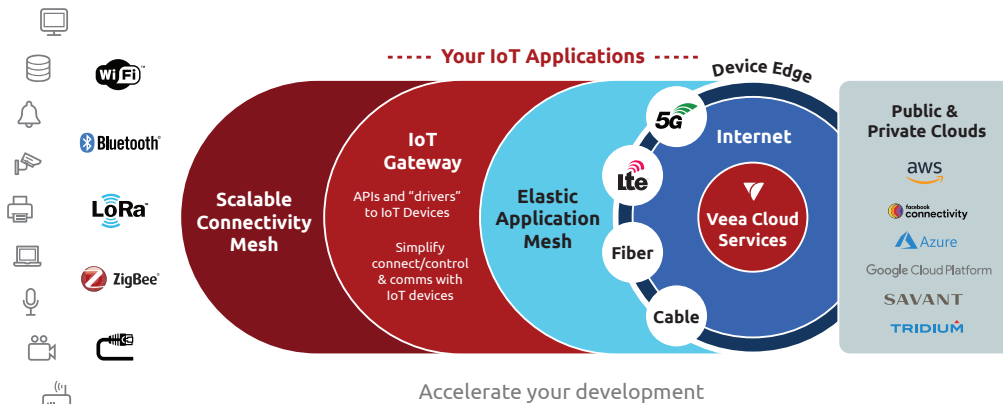 Your IoT Applications
Device Edge
WiFi™
Bluetooth®
LoRa™
ZigBee®
Scalable
Connectivity
Mesh
IoT
Gateway
APIs and “drivers”
to IoT Devices
Simplify
connect/control
& comms with
IoT devices
Elastic
Application
Mesh
5G
Lte
Fiber
Cable
Internet
Veea Cloud
Services
Public &
Private Clouds
aws
facebook
connectivity
Azure
Google Cloud Platform
SAVANT
TRIDIUM
Accelerate your development